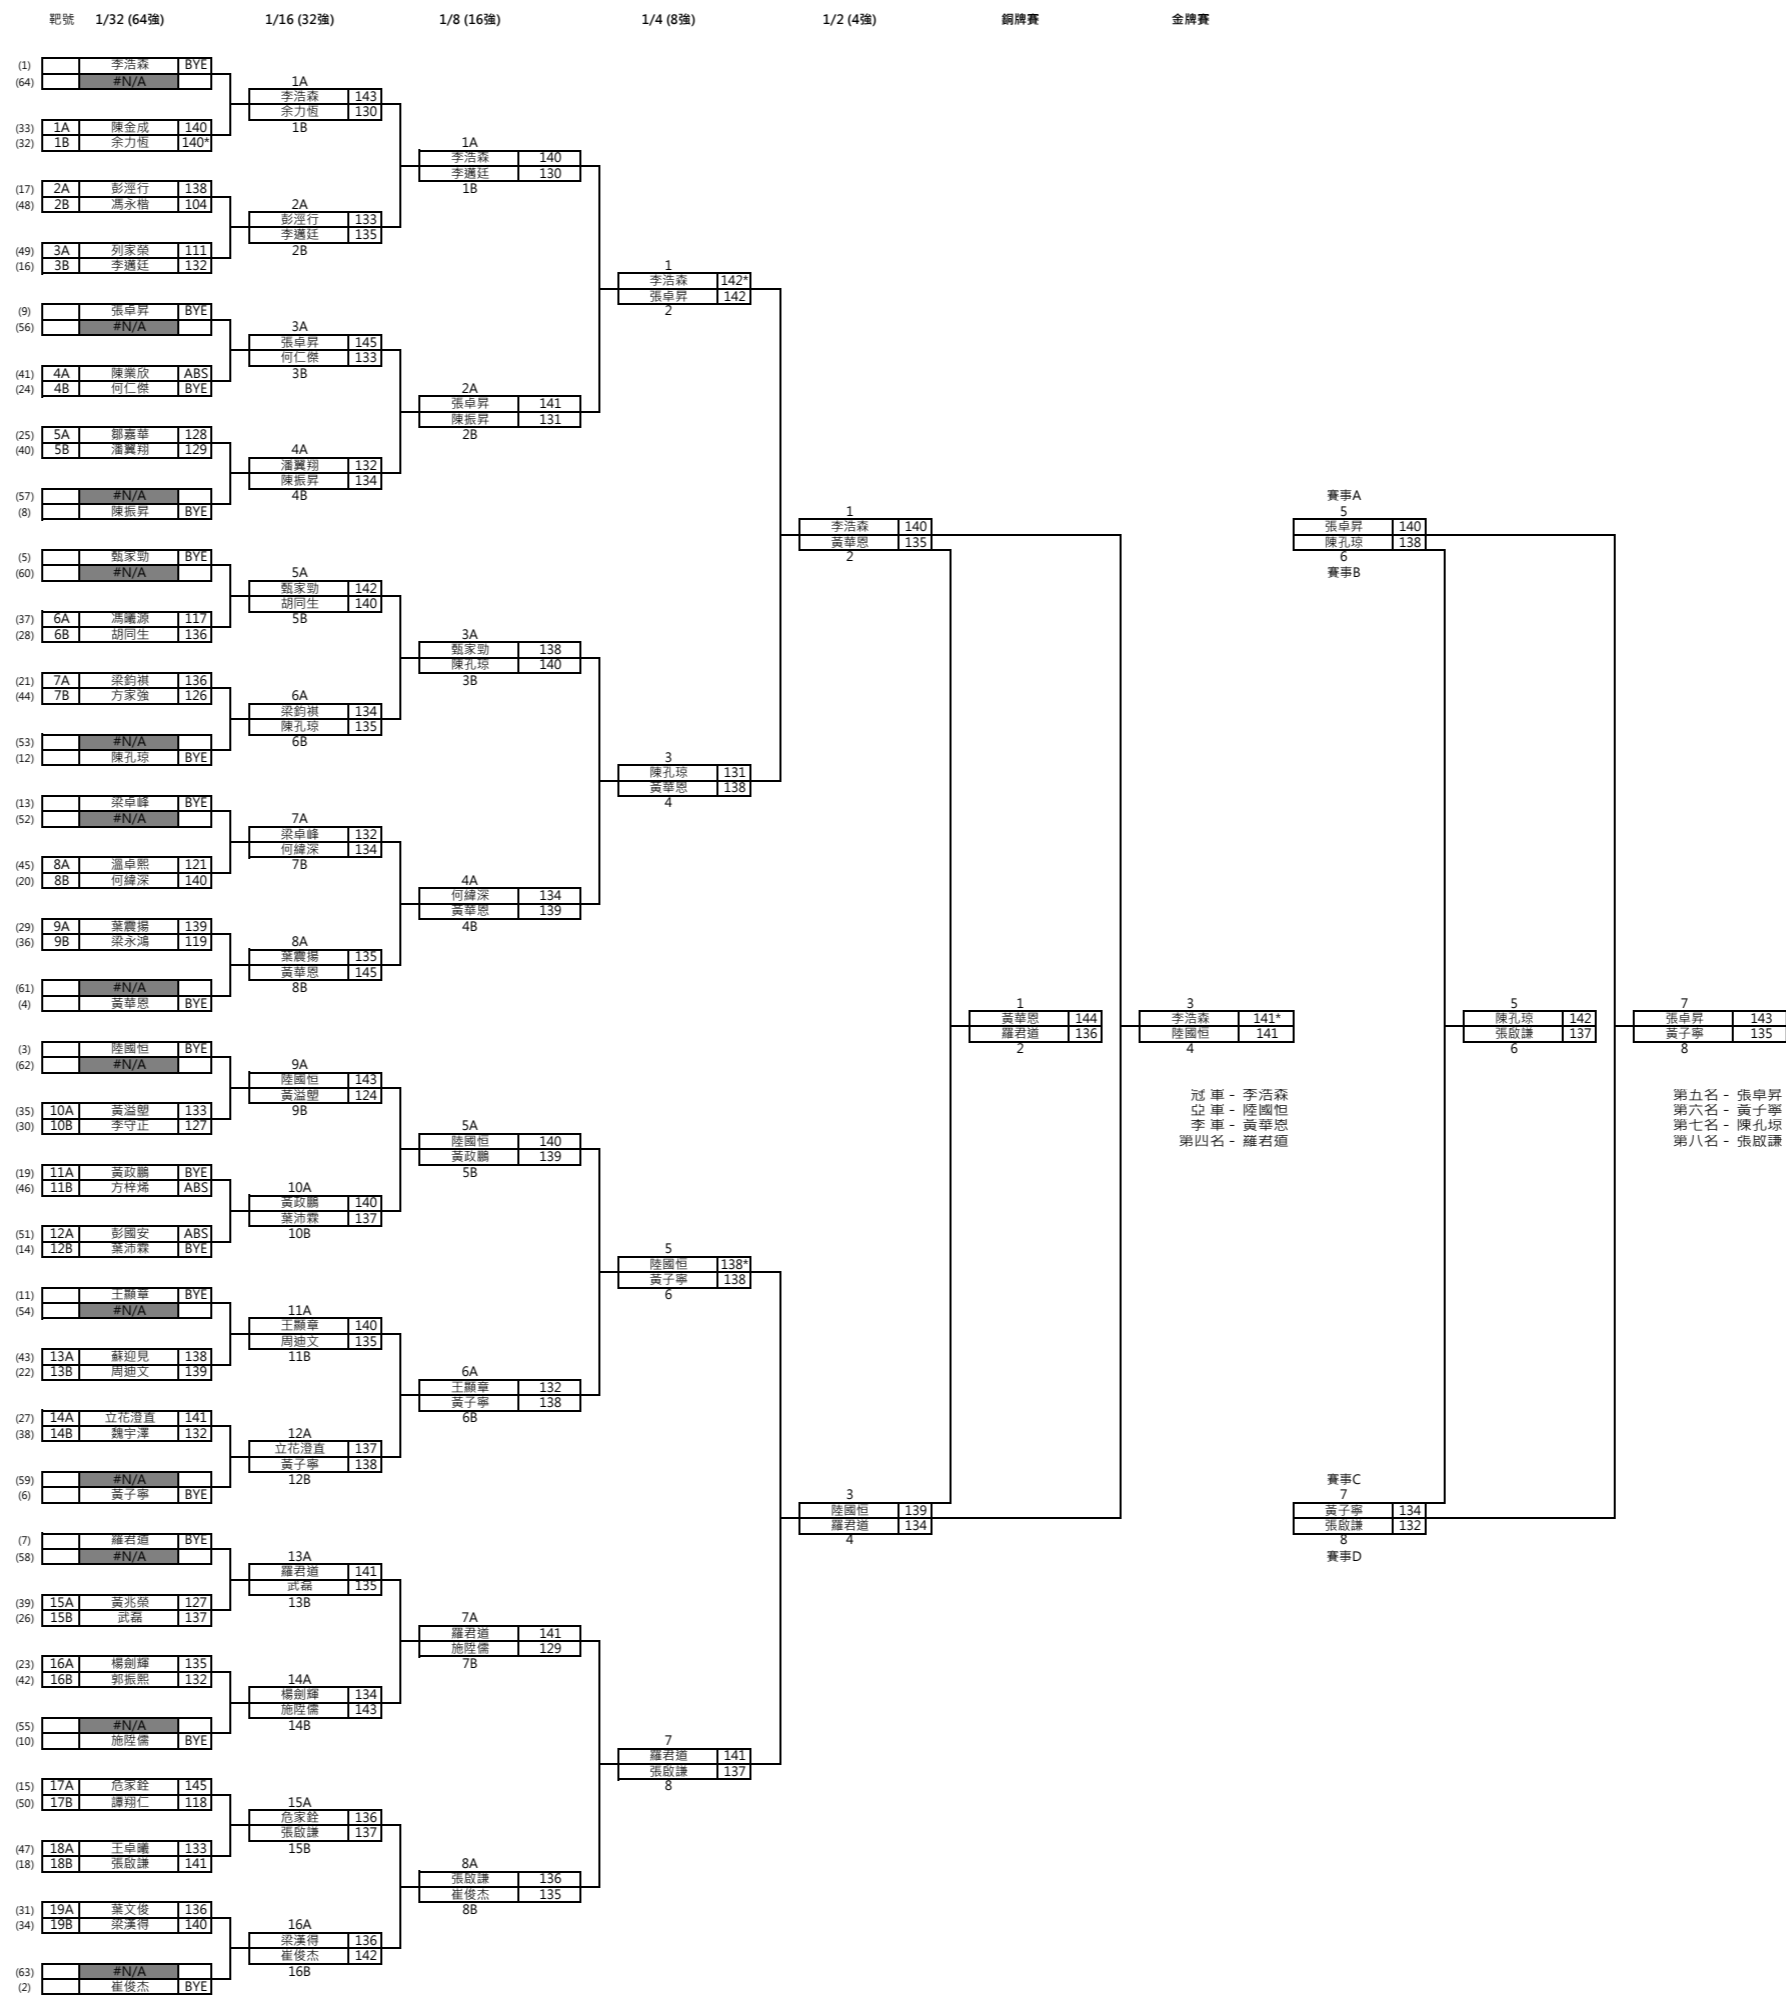 靶號 1/32 (64強) 1/16 (32強) 1/8 (16強) 1/4 (8強) 1/2 (4強) 銅牌賽 金牌賽
(1) 李浩森 BYE
(64) #N/A
(33) 1A 陳金成 140
(32) 1B 余力恆 140*
(17) 2A 彭涇行 138
(48) 2B 馮永楷 104
(49) 3A 列家榮 111
(16) 3B 李邁廷 132
(9) 張卓昇 BYE
(56) #N/A
(41) 4A 陳業欣 ABS
(24) 4B 何仁傑 BYE
(25) 5A 鄒嘉華 128
(40) 5B 潘翼翔 129
(57) #N/A
(8) 陳振昇 BYE
(5) 甄家勁 BYE
(60) #N/A
(37) 6A 馮曦源 117
(28) 6B 胡同生 136
(21) 7A 梁鈞祺 136
(44) 7B 方家強 126
(53) #N/A
(12) 陳孔琼 BYE
(13) 梁卓峰 BYE
(52) #N/A
(45) 8A 溫卓熙 121
(20) 8B 何緯深 140
(29) 9A 葉震揚 139
(36) 9B 梁永鴻 119
(61) #N/A
(4) 黃華恩 BYE
(3) 陸國恒 BYE
(62) #N/A
(35) 10A 黃溢塱 133
(30) 10B 李守正 127
(19) 11A 黃政鵬 BYE
(46) 11B 方梓烯 ABS
(51) 12A 彭國安 ABS
(14) 12B 葉沛霖 BYE
(11) 王顯章 BYE
(54) #N/A
(43) 13A 蘇迎見 138
(22) 13B 周迪文 139
(27) 14A 立花澄直 141
(38) 14B 魏宇澤 132
(59) #N/A
(6) 黃子寧 BYE
(7) 羅君道 BYE
(58) #N/A
(39) 15A 黃兆榮 127
(26) 15B 武磊 137
(23) 16A 楊劍輝 135
(42) 16B 郭振熙 132
(55) #N/A
(10) 施陞儒 BYE
(15) 17A 危家銓 145
(50) 17B 譚翔仁 118
(47) 18A 王卓曦 133
(18) 18B 張啟謙 141
(31) 19A 葉文俊 136
(34) 19B 梁漢得 140
(63) #N/A
(2) 崔俊杰 BYE
1A
李浩森 143
余力恆 130
1B
2A
彭涇行 133
李邁廷 135
2B
3A
張卓昇 145
何仁傑 133
3B
4A
潘翼翔 132
陳振昇 134
4B
5A
甄家勁 142
胡同生 140
5B
6A
梁鈞祺 134
陳孔琼 135
6B
7A
梁卓峰 132
何緯深 134
7B
8A
葉震揚 135
黃華恩 145
8B
9A
陸國恒 143
黃溢塱 124
9B
10A
黃政鵬 140
葉沛霖 137
10B
11A
王顯章 140
周迪文 135
11B
12A
立花澄直 137
黃子寧 138
12B
13A
羅君道 141
武磊 135
13B
14A
楊劍輝 134
施陞儒 143
14B
15A
危家銓 136
張啟謙 137
15B
16A
梁漢得 136
崔俊杰 142
16B
1A
李浩森 140
李邁廷 130
1B
2A
張卓昇 141
陳振昇 131
2B
3A
甄家勁 138
陳孔琼 140
3B
4A
何緯深 134
黃華恩 139
4B
5A
陸國恒 140
黃政鵬 139
5B
6A
王顯章 132
黃子寧 138
6B
7A
羅君道 141
施陞儒 129
7B
8A
張啟謙 136
崔俊杰 135
8B
1
李浩森 142*
張卓昇 142
2
3
陳孔琼 131
黃華恩 138
4
5
陸國恒 138*
黃子寧 138
6
7
羅君道 141
張啟謙 137
8
1
李浩森 140
黃華恩 135
2
3
陸國恒 139
羅君道 134
4
1
黃華恩 144
羅君道 136
2
3
李浩森 141*
陸國恒 141
4
冠 軍 - 李浩森
亞 軍 - 陸國恒
李 軍 - 黃華恩
第四名 - 羅君道
賽事A
5
張卓昇 140
陳孔琼 138
6
賽事B
賽事C
7
黃子寧 134
張啟謙 132
8
賽事D
5
陳孔琼 142
張啟謙 137
6
7
張卓昇 143
黃子寧 135
8
第五名 - 張卓昇
第六名 - 黃子寧
第七名 - 陳孔琼
第八名 - 張啟謙